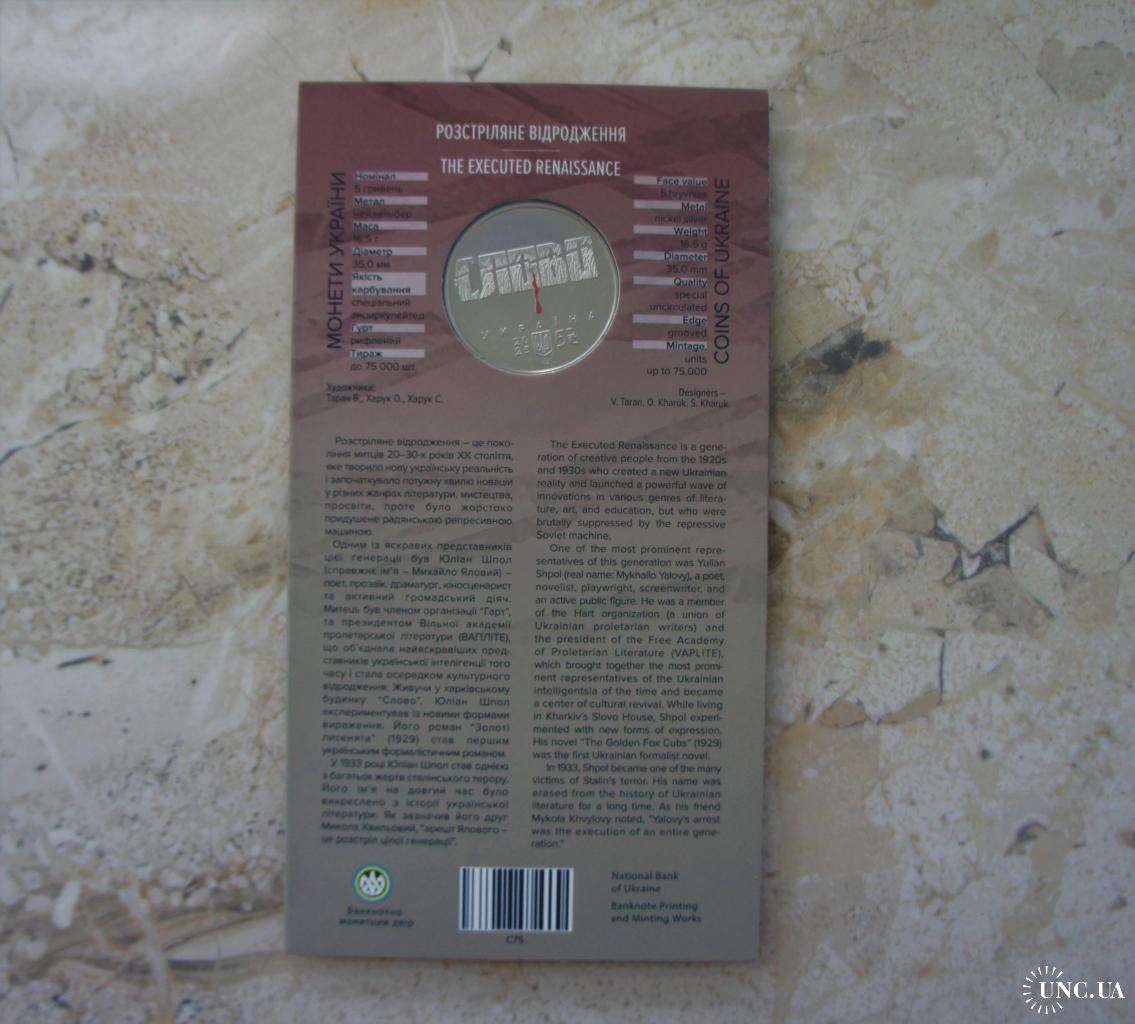 РОЗСТРІЛЯНЕ ВІДРОДЖЕННЯ
THE EXECUTED RENAISSANCE
МОНЕТИ УКРАЇНИ
Номінал
5 гривень
Метал
нейзильбер
Маса
16.5 г
Діаметр
35,0 мм
Якість
карбування
спеціальний
анциркулейтед
Гурт
рифлений
Тираж
до 75 000 шт.
Художники:
Таран В., Харук О., Харук С.
Face value
5 hryvnias
Metal
nickel silver
Weight
16.5 g
Diameter
35.0 mm
Quality
special
uncirculated
Edge
grooved
Mintage,
units
up to 75,000
COINS OF UKRAINE
Designers –
V. Taran, O. Kharuk, S. Kharuk
УКРАЇНА
Розстріляне відродження – це поко-
ління митців 20–30-х років ХХ століття,
яке творило нову українську реальність
і започаткувало потужну хвилю новацій
у різних жанрах літератури, мистецтва,
просвіти, проте було жорстоко
придушене радянською репресивною
машиною.
Одним із яскравих представників
цієї генерації був Юліан Шпол
(справжнє ім'я – Михайло Яловий) –
поет, прозаїк, драматург, кіносценарист
та активний громадський діяч.
Митець був членом організації "Гарт",
та президентом Вільної академії
пролетарської літератури (ВАПЛІТЕ),
що об'єднала найяскравіших пред-
ставників української інтелігенції того
часу і стала осередком культурного
відродження. Живучи у харківському
будинку "Слово", Юліан Шпол
експериментував із новими формами
вираження. Його роман "Золоті
лисенята" (1929) став першим
українським формалістичним романом.
У 1933 році Юліан Шпол став однією
з багатьох жертв сталінського терору.
Його ім'я на довгий час було
викреслено з історії української
літератури. Як зазначив його друг
Микола Хвильовий, "арешт Ялового –
це розстріл цілої генерації".
The Executed Renaissance is a gene-
ration of creative people from the 1920s
and 1930s who created a new Ukrainian
reality and launched a powerful wave of
innovations in various genres of litera-
ture, art, and education, but who were
brutally suppressed by the repressive
Soviet machine.
One of the most prominent repre-
sentatives of this generation was Yulian
Shpol (real name: Mykhailo Yalovy), a poet,
novelist, playwright, screenwriter, and
an active public figure. He was a member
of the Hart organization (a union of
Ukrainian proletarian writers) and
the president of the Free Academy
of Proletarian Literature (VAPLITE),
which brought together the most promi-
nent representatives of the Ukrainian
intelligentsia of the time and became
a center of cultural revival. While living
in Kharkiv's Slovo House, Shpol experi-
mented with new forms of expression.
His novel "The Golden Fox Cubs" (1929)
was the first Ukrainian formalist novel.
In 1933, Shpol became one of the many
victims of Stalin's terror. His name was
erased from the history of Ukrainian
literature for a long time. As his friend
Mykola Khvylovy noted, "Yalovy's arrest
was the execution of an entire gene-
ration."
Банкнотно-
монетний двір
С75
National Bank
of Ukraine
Banknote Printing
and Minting Works
UNC.UA